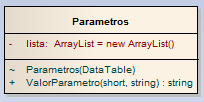 Parametros
- lista: ArrayList = new ArrayList()
~ Parametros(DataTable)
+ ValorParametro(short, string) : string